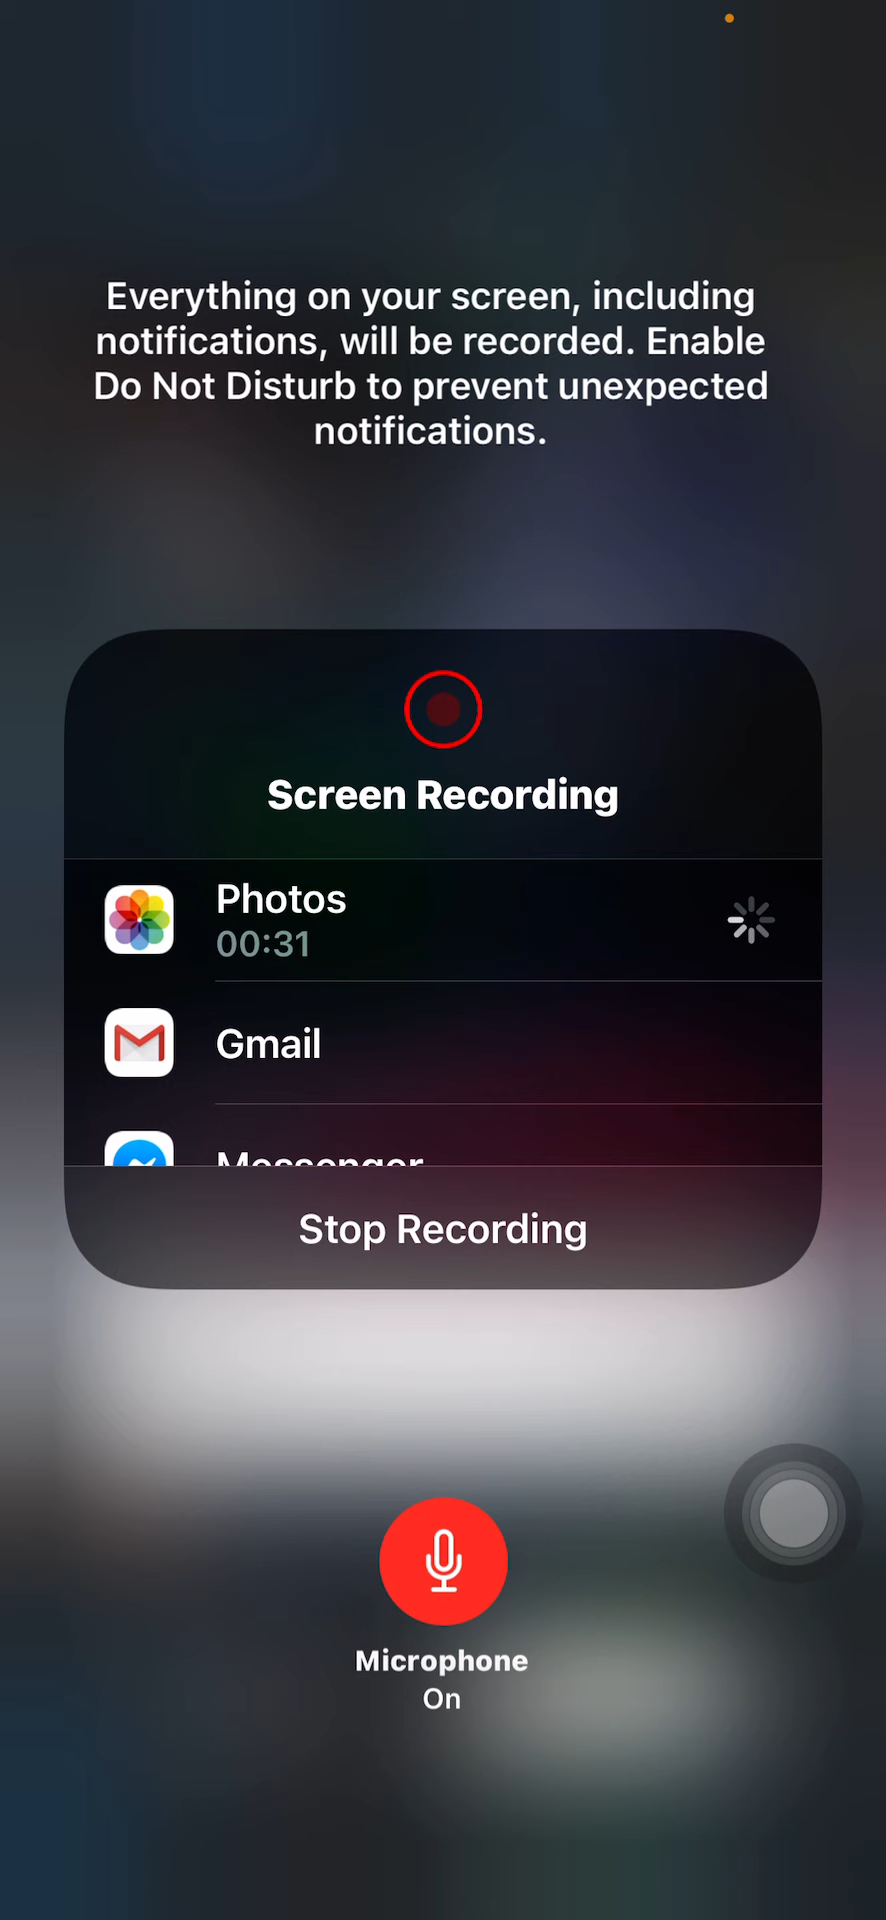 Everything on your screen, including
notifications, will be recorded. Enable
Do Not Disturb to prevent unexpected
notifications.
Screen Recording
Photos
00:31
Gmail
Messenger
Stop Recording
Microphone
On